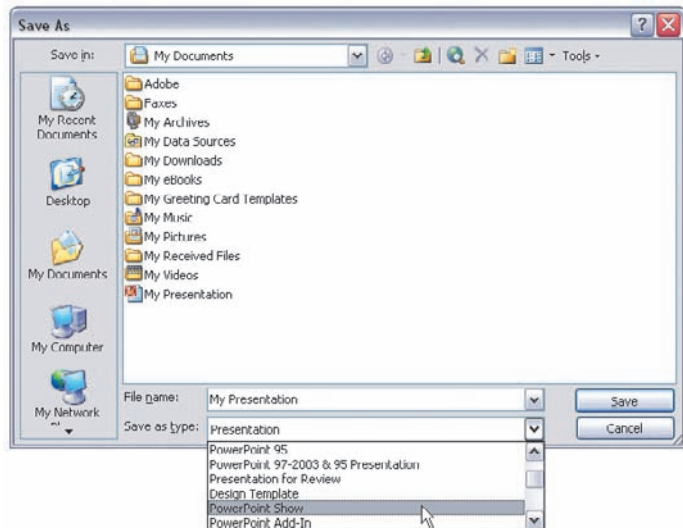 Save As
Save in:
My Documents
Tools
My Recent
Documents
Desktop
My Documents
My Computer
My Network
Adobe
Faxes
My Archives
My Data Sources
My Downloads
My eBooks
My Greeting Card Templates
My Music
My Pictures
My Received Files
My Videos
My Presentation
File name:
My Presentation
Save
Save as type:
Presentation
Cancel
PowerPoint 95
PowerPoint 97-2003 & 95 Presentation
Presentation for Review
Design Template
PowerPoint Show
PowerPoint Add-In